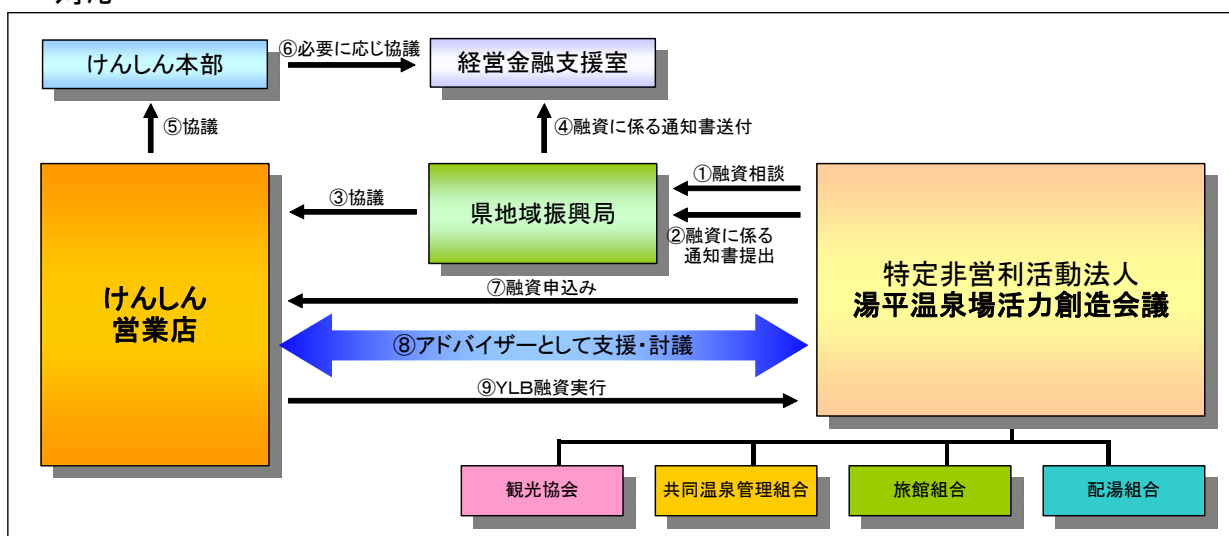 けんしん本部
⑥必要に応じ協議
経営金融支援室
⑤協議
④融資に係る通知書送付
けんしん
営業店
③協議
県地域振興局
①融資相談
②融資に係る
通知書提出
特定非営利活動法人
湯平温泉場活力創造会議
⑦融資申込み
⑧アドバイザーとして支援・討議
⑨YLB融資実行
観光協会
共同温泉管理組合
旅館組合
配湯組合